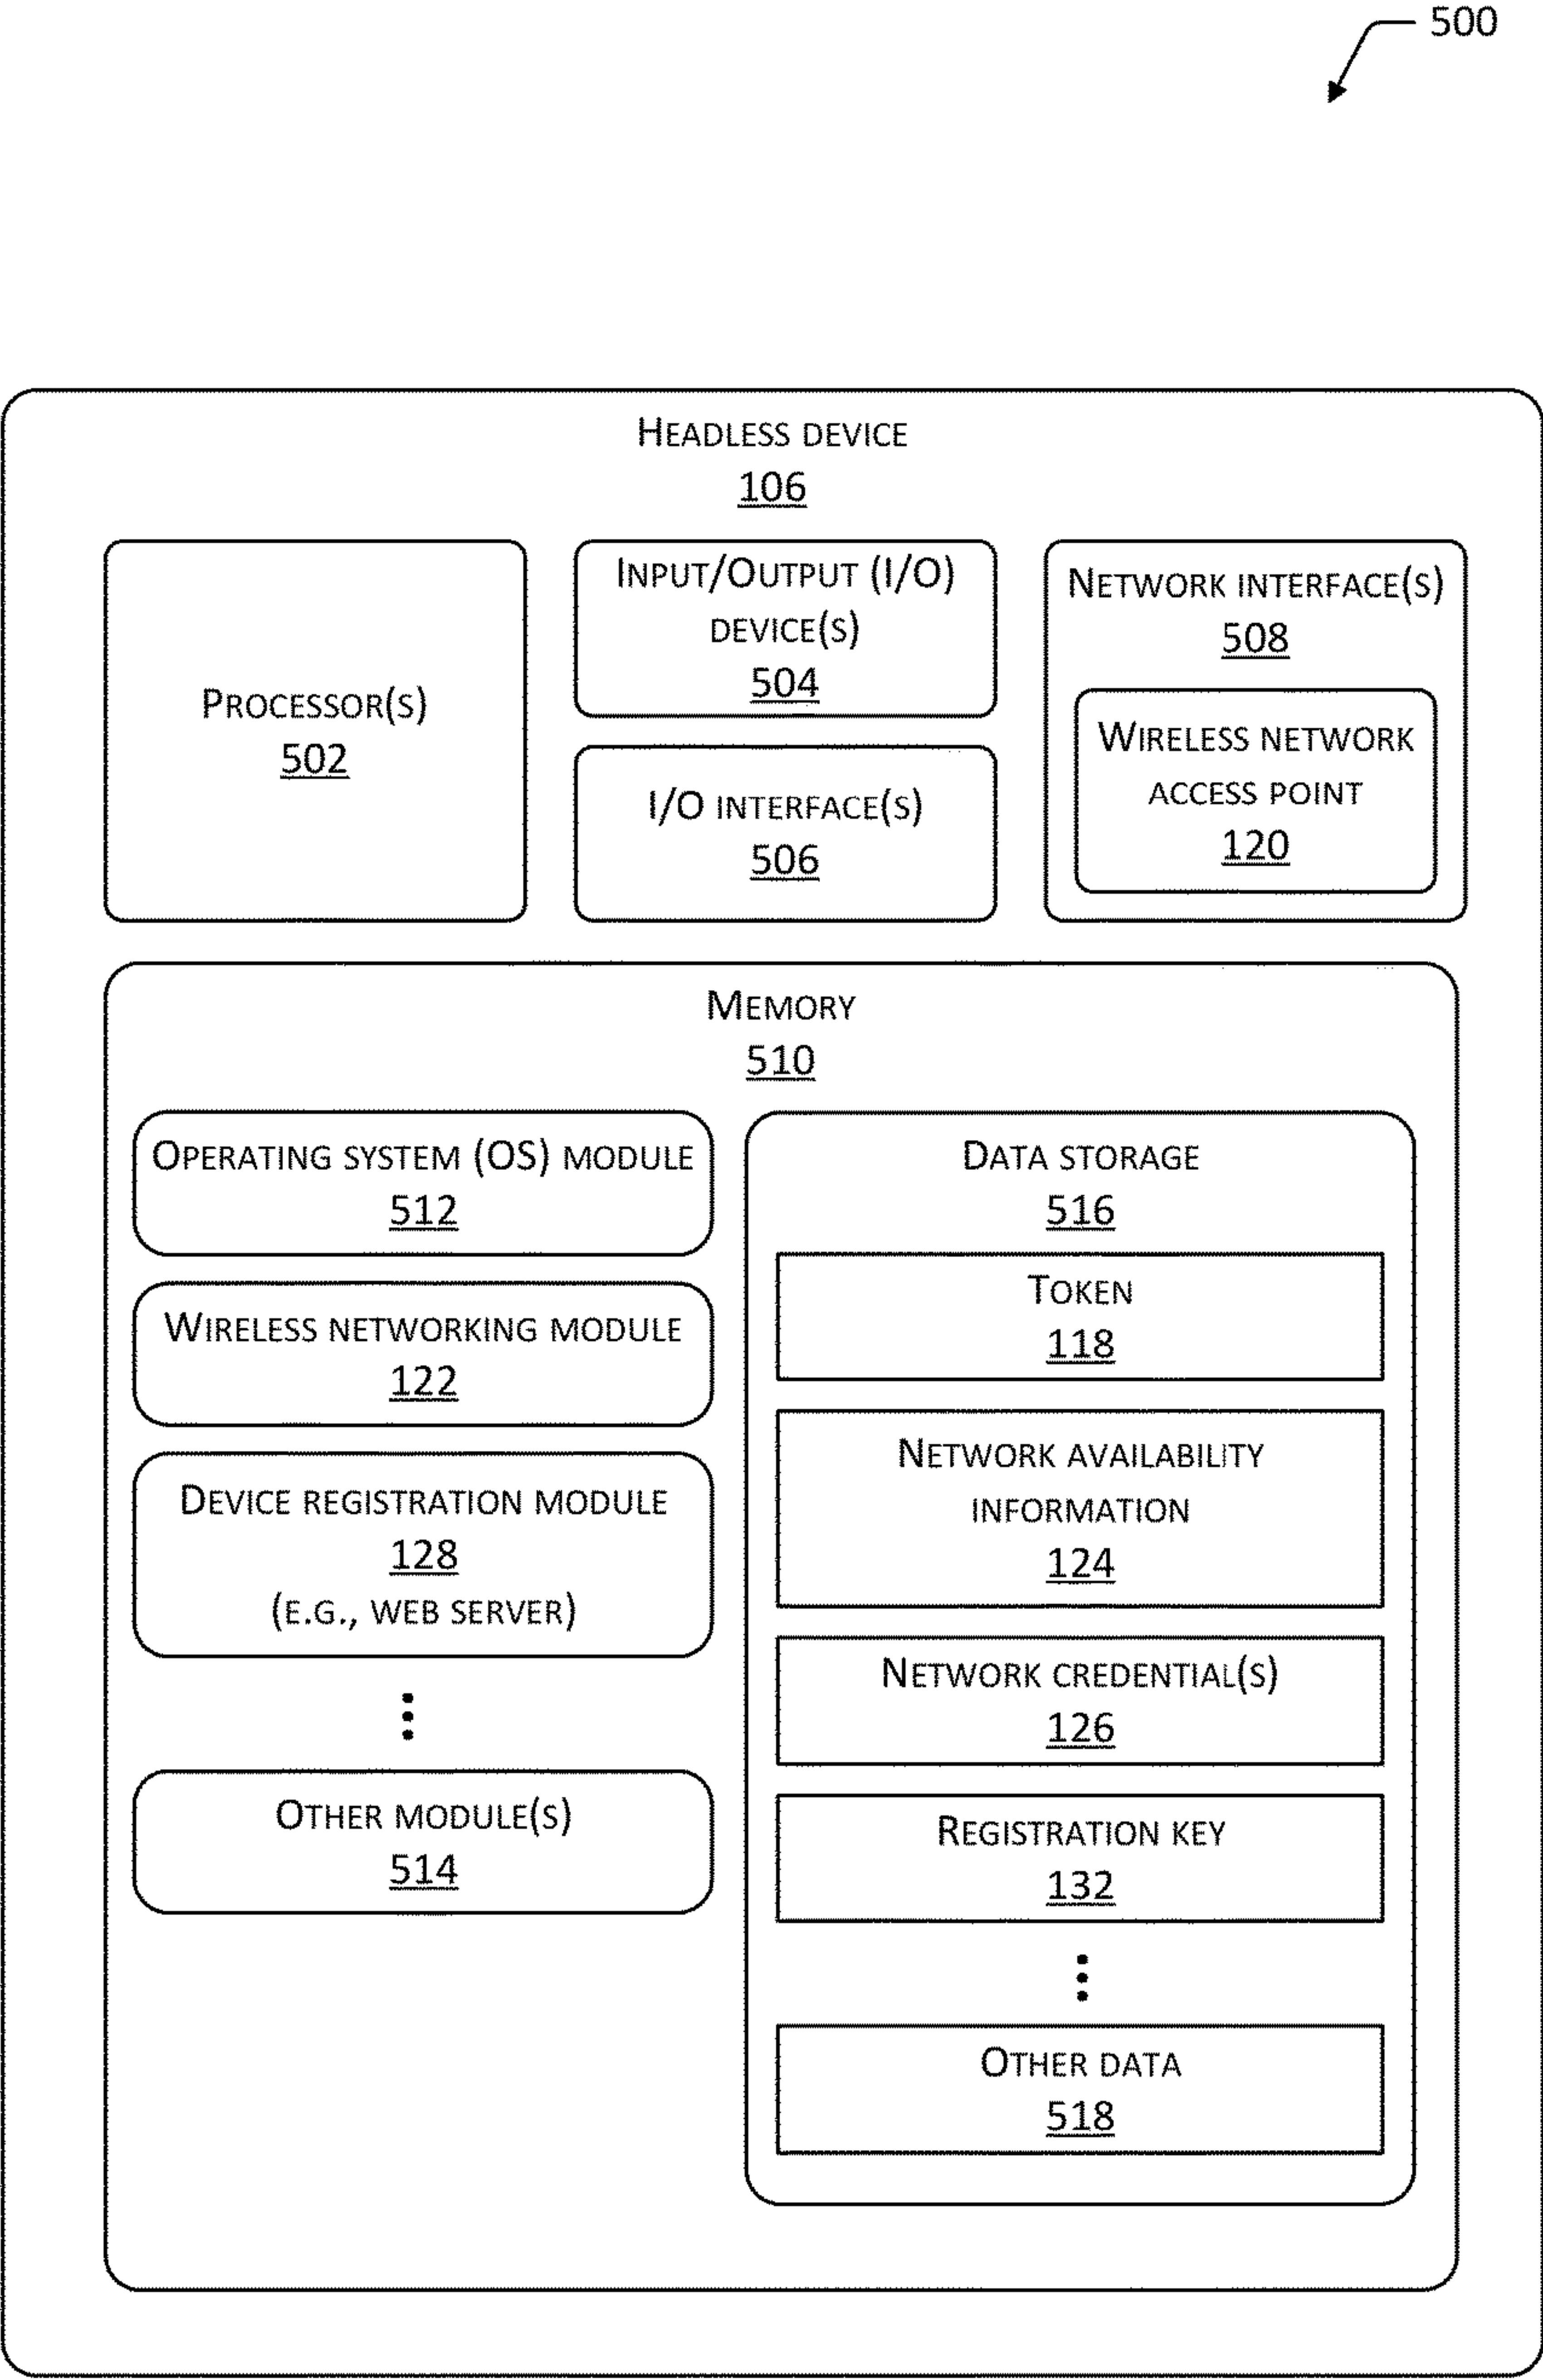 500
HEADLESS DEVICE
106
PROCESSOR(S)
502
INPUT/OUTPUT (I/O)
DEVICE(S)
504
I/O INTERFACE(S)
506
NETWORK INTERFACE(S)
508
WIRELESS NETWORK
ACCESS POINT
120
MEMORY
510
OPERATING SYSTEM (OS) MODULE
512
WIRELESS NETWORKING MODULE
122
DEVICE REGISTRATION MODULE
128
(E.G., WEB SERVER)
OTHER MODULE(S)
514
DATA STORAGE
516
TOKEN
118
NETWORK AVAILABILITY
INFORMATION
124
NETWORK CREDENTIAL(S)
126
REGISTRATION KEY
132
OTHER DATA
518